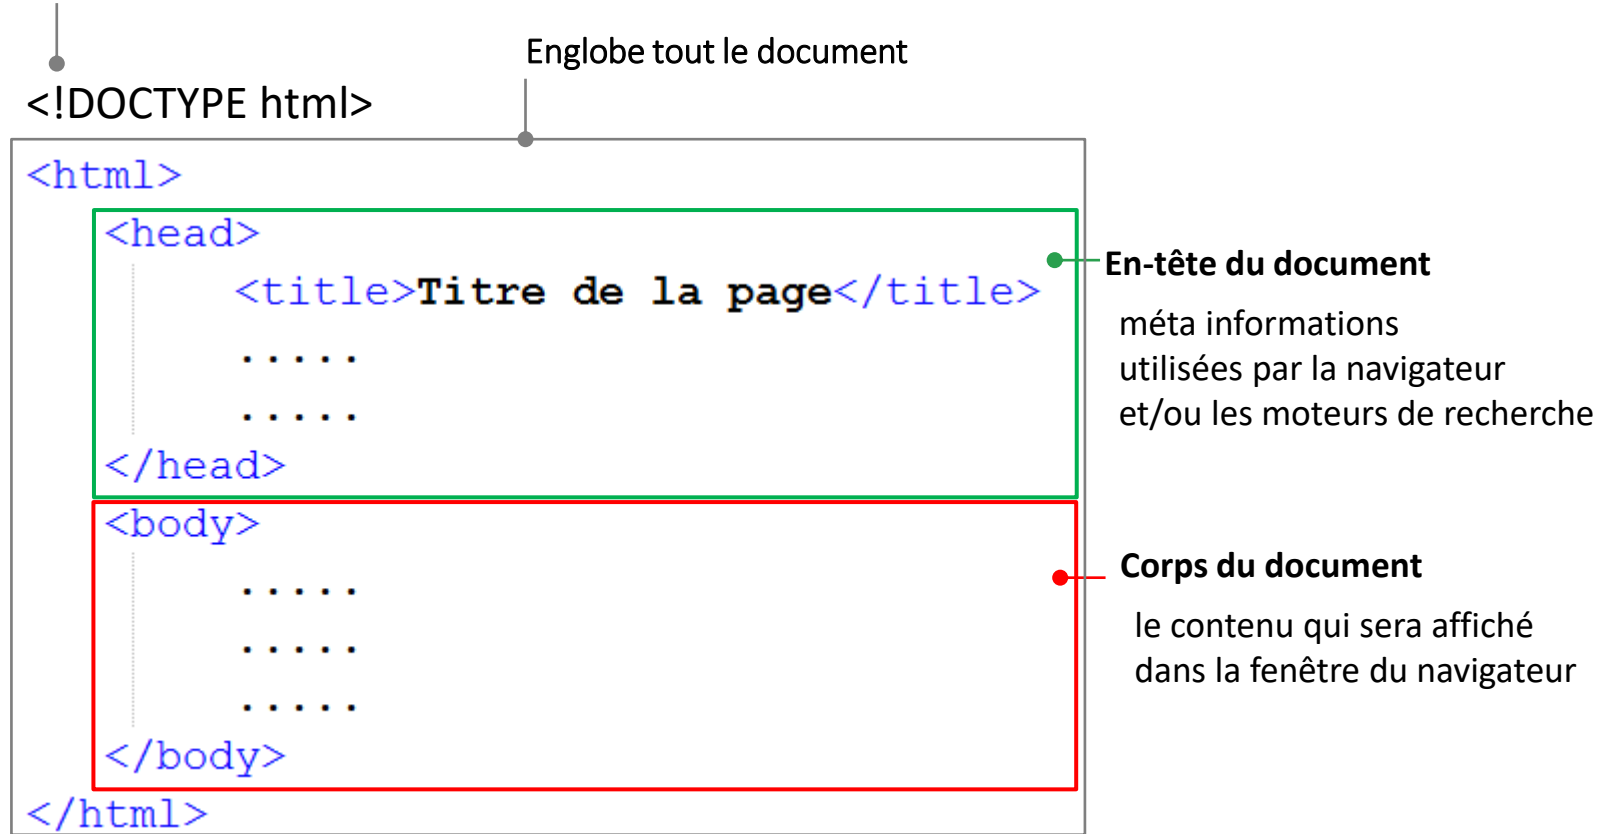 Englobe tout le document
<!DOCTYPE html>
<html>
<head>
<title>Titre de la page</title>
.....
.....
</head>
En-tête du document
méta informations
utilisées par la navigateur
et/ou les moteurs de recherche
<body>
.....
.....
.....
</body>
Corps du document
le contenu qui sera affiché
dans la fenêtre du navigateur
</html>